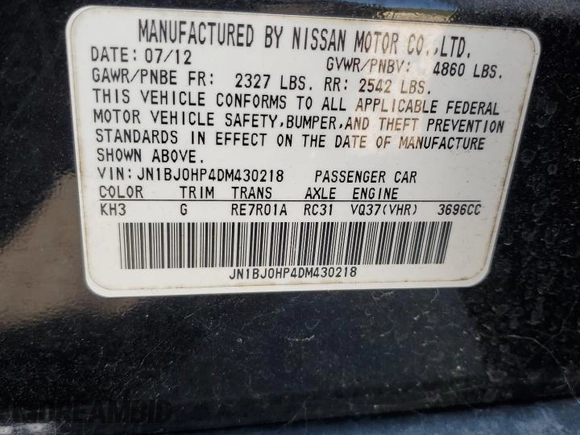 MANUFACTURED BY NISSAN MOTOR CO.,LTD.
DATE: 07/12 GVWR/PNBV: 4860 LBS.
GAWR/PNBE FR: 2327 LBS. RR: 2542 LBS.
THIS VEHICLE CONFORMS TO ALL APPLICABLE FEDERAL
MOTOR VEHICLE SAFETY,BUMPER,AND THEFT PREVENTION
STANDARDS IN EFFECT ON THE DATE OF MANUFACTURE
SHOWN ABOVE.
VIN: JN1BJ0HP4DM430218 PASSENGER CAR
COLOR TRIM TRANS AXLE ENGINE
KH3 G RE7R01A RC31 VQ37(VHR) 3696CC
JN1BJ0HP4DM430218